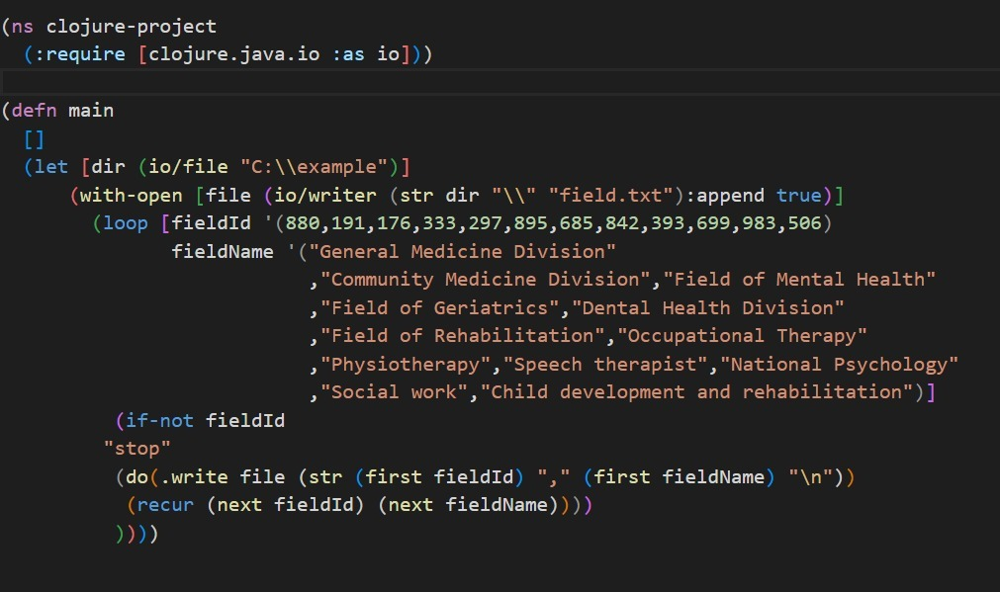 (ns clojure-project
(:require [clojure.java.io :as io]))
(defn main
[]
(let [dir (io/file "C:\\example")]
(with-open [file (io/writer (str dir "\\" "field.txt"):append true)]
(loop [fieldId '(880,191,176,333,297,895,685,842,393,699,983,506)
fieldName '("General Medicine Division"
,"Community Medicine Division","Field of Mental Health"
,"Field of Geriatrics","Dental Health Division"
,"Field of Rehabilitation","Occupational Therapy"
,"Physiotherapy","Speech therapist","National Psychology"
,"Social work","Child development and rehabilitation")]
(if-not fieldId
"stop"
(do(.write file (str (first fieldId) "," (first fieldName) "\n"))
(recur (next fieldId) (next fieldName))))
))))